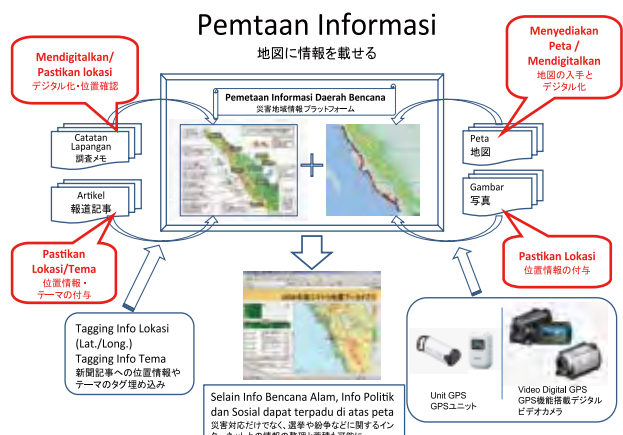 Pemtaan Informasi
地図に情報を載せる
Mendigitalkan/
Pastikan lokasi
デジタル化・位置確認
Menyediakan
Peta /
Mendigitalkan
地図の入手と
デジタル化
Pemetaan Informasi Daerah Bencana
災害地域情報プラットフォーム
Catatan
Lapangan
調査メモ
Artikel
報道記事
Peta
地図
Gambar
写真
Pastikan
Lokasi/Tema
位置情報・
テーマの付与
Pastikan Lokasi
位置情報の付与
Tagging Info Lokasi
(Lat./Long.)
Tagging Info Tema
新聞記事への位置情報や
テーマのタグ埋め込み
Unit GPS
GPSユニット
Video Digital GPS
GPS機能搭載デジタル
ビデオカメラ
Selain Info Bencana Alam, Info Politik
dan Sosial dapat terpadu di atas peta
災害対応だけでなく、選挙や紛争などに関するイン